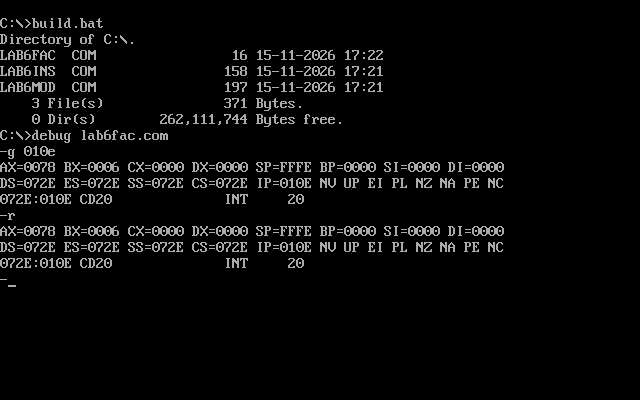 C:\>build.bat
Directory of C:\.
LAB6FAC  COM                 16 15-11-2026 17:22
LAB6INS  COM                158 15-11-2026 17:21
LAB6MOD  COM                197 15-11-2026 17:21
    3 File(s)               371 Bytes.
    0 Dir(s)        262,111,744 Bytes free.
C:\>debug lab6fac.com
-g 010e
AX=0078 BX=0006 CX=0000 DX=0000 SP=FFFE BP=0000 SI=0000 DI=0000
DS=072E ES=072E SS=072E CS=072E IP=010E NV UP EI PL NZ NA PE NC
072E:010E CD20              INT     20
-r
AX=0078 BX=0006 CX=0000 DX=0000 SP=FFFE BP=0000 SI=0000 DI=0000
DS=072E ES=072E SS=072E CS=072E IP=010E NV UP EI PL NZ NA PE NC
072E:010E CD20              INT     20
-_